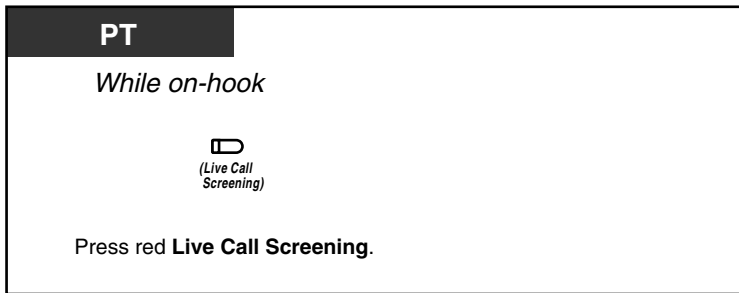 PT
While on-hook
(Live Call
Screening)
Press red Live Call Screening.